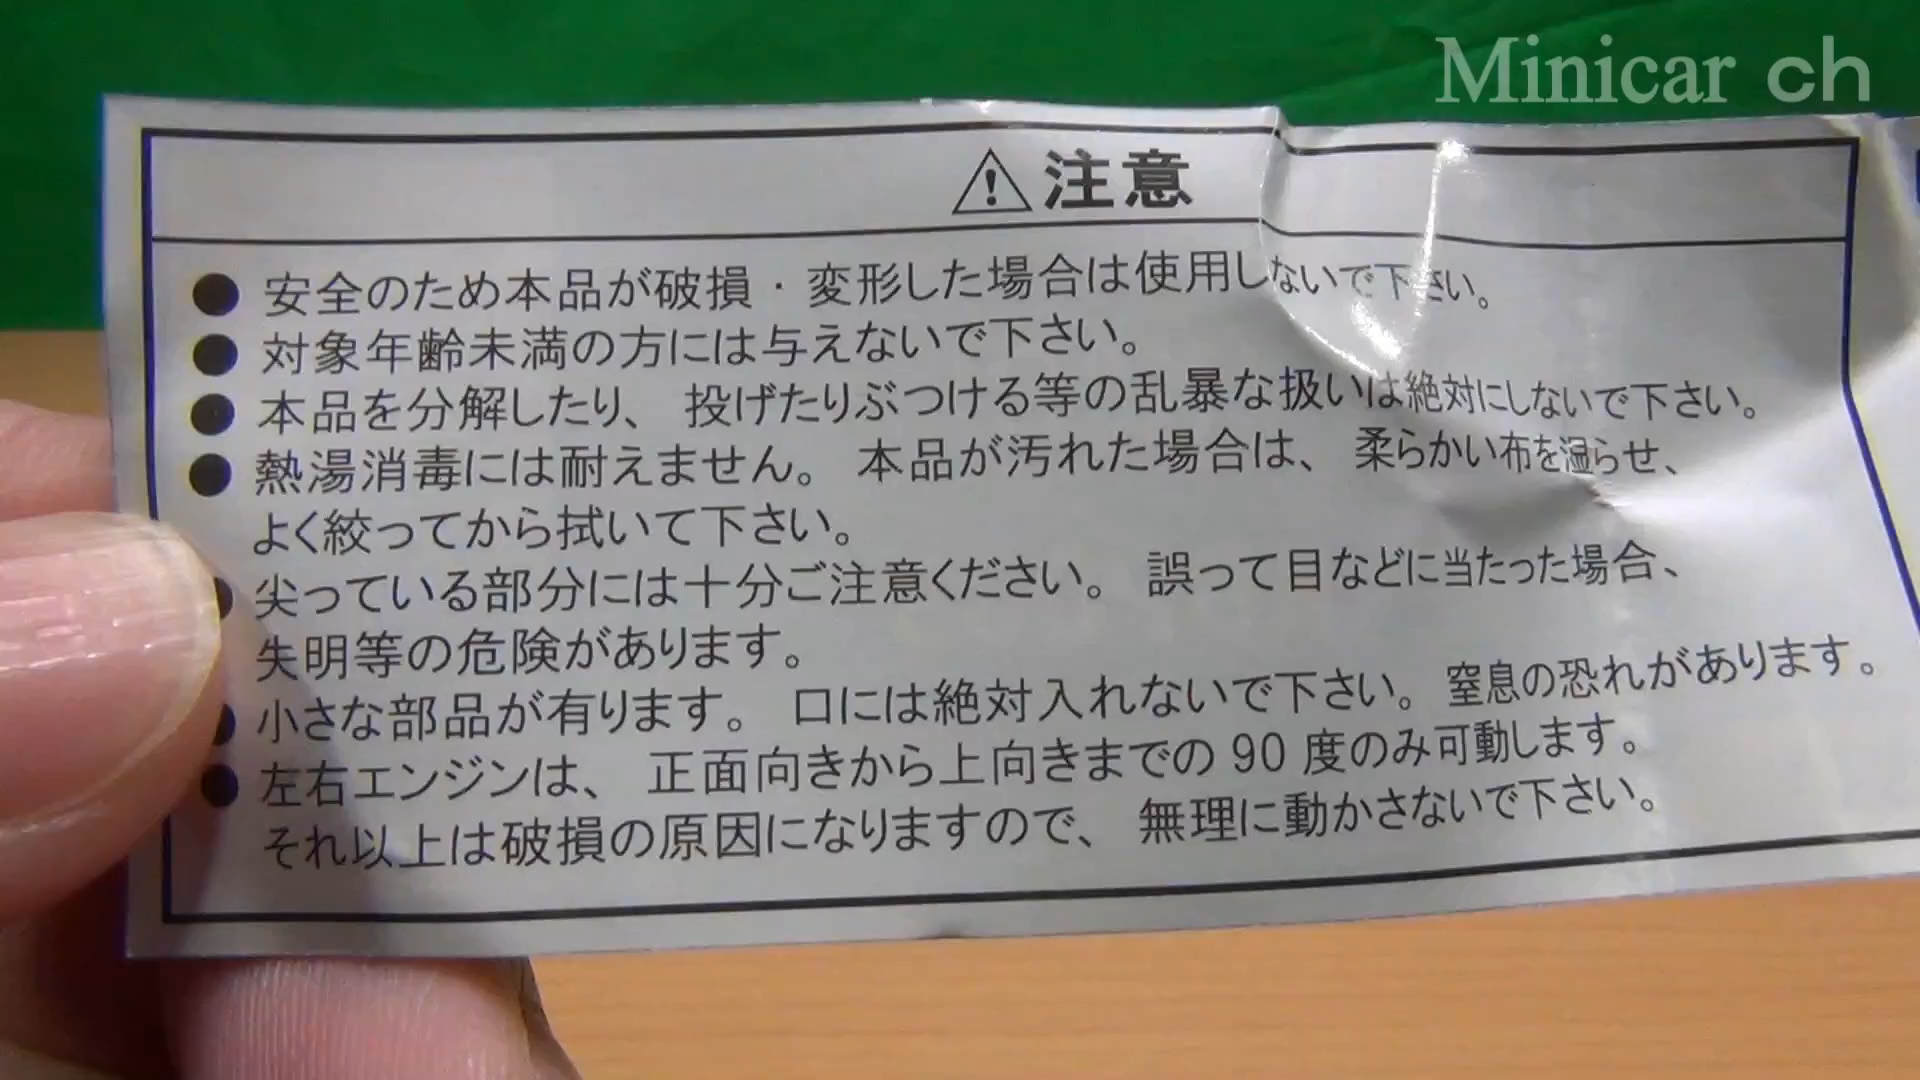 Minicar ch
⚠注意
●安全のため本品が破損・変形した場合は使用しないで下さい。
●対象年齢未満の方には与えないで下さい。
●本品を分解したり、投げたりぶつける等の乱暴な扱いは絶対にしないで下さい。
●熱湯消毒には耐えません。本品が汚れた場合は、柔らかい布を湿らせ、
よく絞ってから拭いて下さい。
●尖っている部分には十分ご注意ください。誤って目などに当たった場合、
失明等の危険があります。
●小さな部品が有ります。口には絶対入れないで下さい。窒息の恐れがあります。
●左右エンジンは、正面向きから上向きまでの90度のみ可動します。
それ以上は破損の原因になりますので、無理に動かさないで下さい。